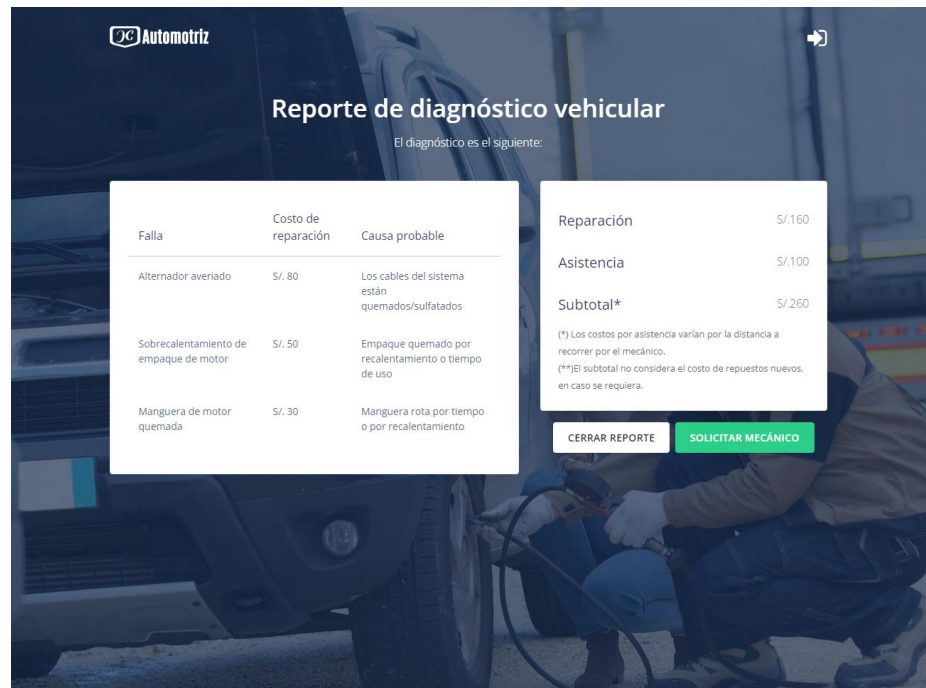 JC Automotriz
Reporte de diagnóstico vehicular
El diagnóstico es el siguiente:
Falla
Costo de
reparación
Causa probable
Alternador averiado
S/. 80
Los cables del sistema
están
quemados/sulfatados
Sobrecalentamiento de
empaque de motor
S/. 50
Empaque quemado por
recalentamiento o tiempo
de uso
Manguera de motor
quemada
S/. 30
Manguera rota por tiempo
o por recalentamiento
Reparación S/.160
Asistencia S/.100
Subtotal* S/.260
(*) Los costos por asistencia varían por la distancia a
recorrer por el mecánico.
(**)El subtotal no considera el costo de repuestos nuevos,
en caso se requiera.
CERRAR REPORTE
SOLICITAR MECÁNICO